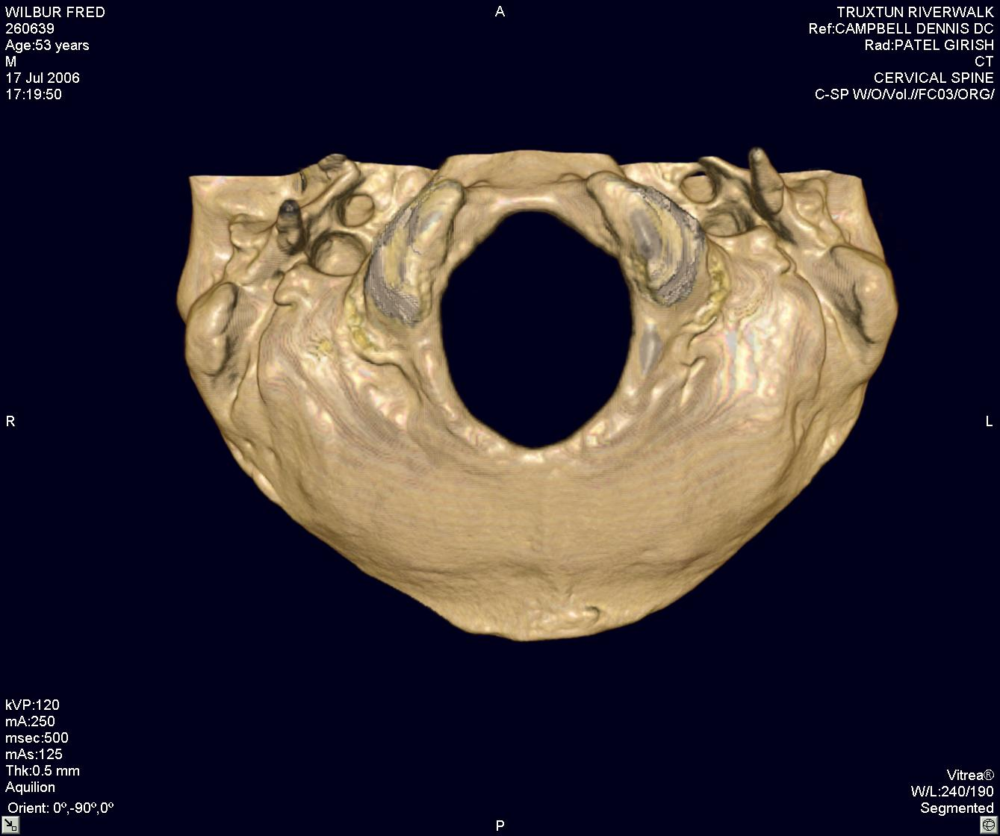 WILBUR FRED
260639
Age:53 years
M
17 Jul 2006
17:19:50
A
TRUXTUN RIVERWALK
Ref:CAMPBELL DENNIS DC
Rad:PATEL GIRISH
CT
CERVICAL SPINE
C-SP W/O/Vol.//FC03/ORG/
R
L
kVP:120
mA:250
msec:500
mAs:125
Thk:0.5 mm
Aquilion
Orient: 0º,-90º,0º
P
Vitrea®
W/L:240/190
Segmented